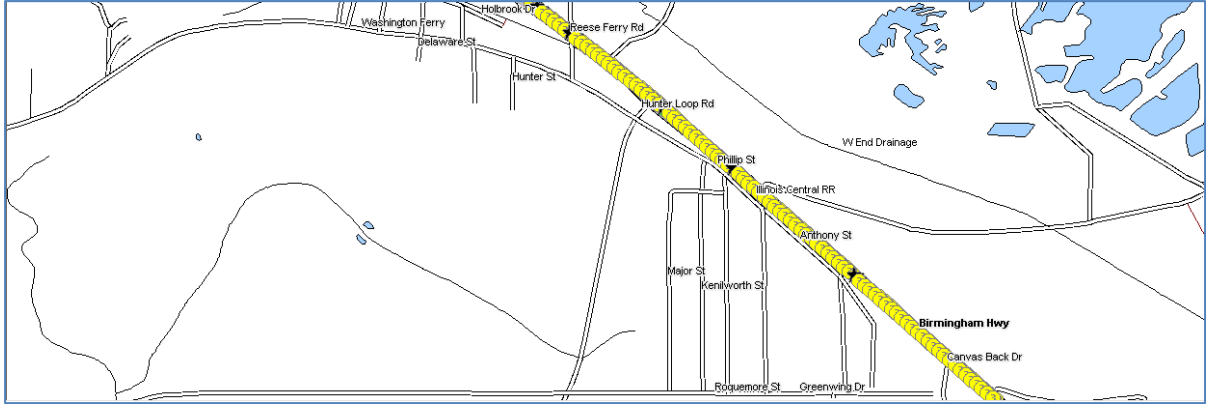 Holbrook Dr
Washington Ferry
Reese Ferry Rd
Delaware St
Hunter St
Hunter Loop Rd
W End Drainage
Phillip St
Illinois Central RR
Anthony St
Major St
Kenilworth St
Birmingham Hwy
Canvas Back Dr
Roquemore St
Greenwing Dr